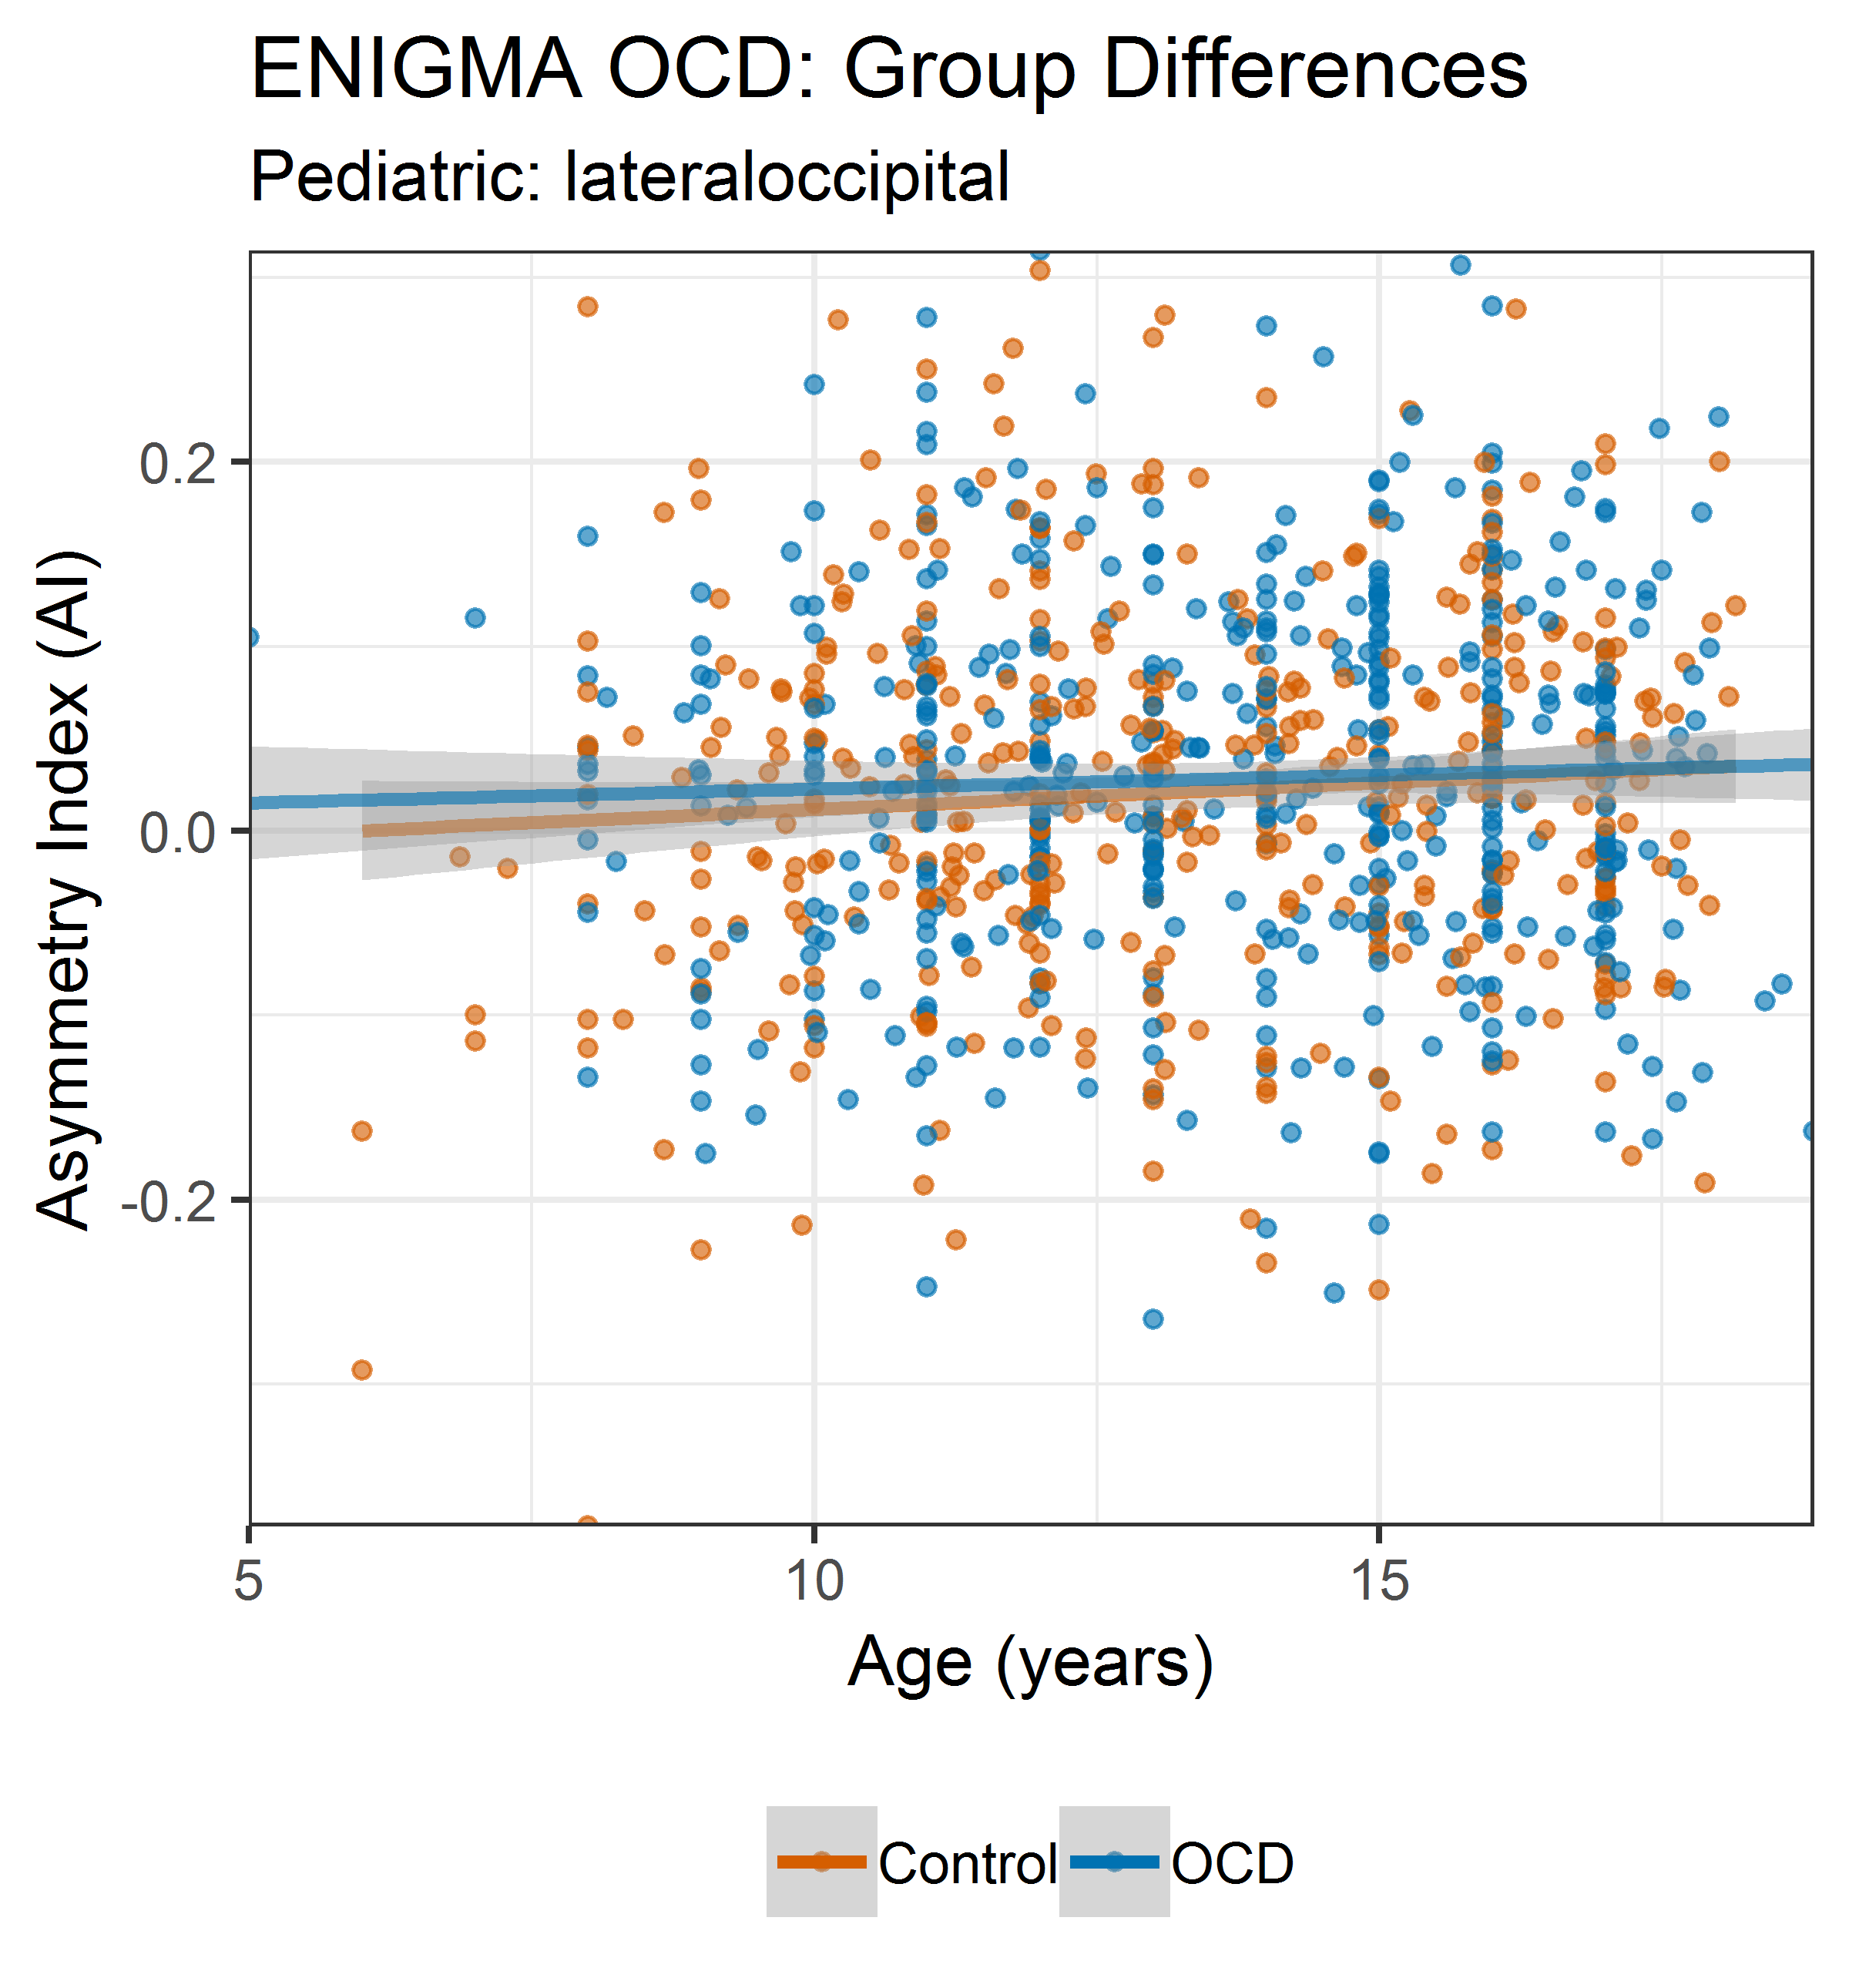 ENIGMA OCD: Group Differences
Pediatric: lateraloccipital
Asymmetry Index (AI)
0.2
0.0
-0.2
5 10 15
Age (years)
Control OCD